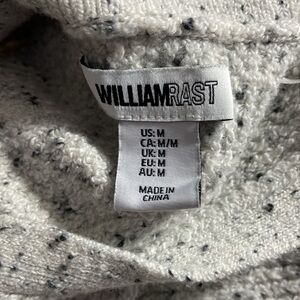 WILLIAMRAST
US: M
CA: M/M
UK: M
EU: M
AU: M
MADE IN
CHINA